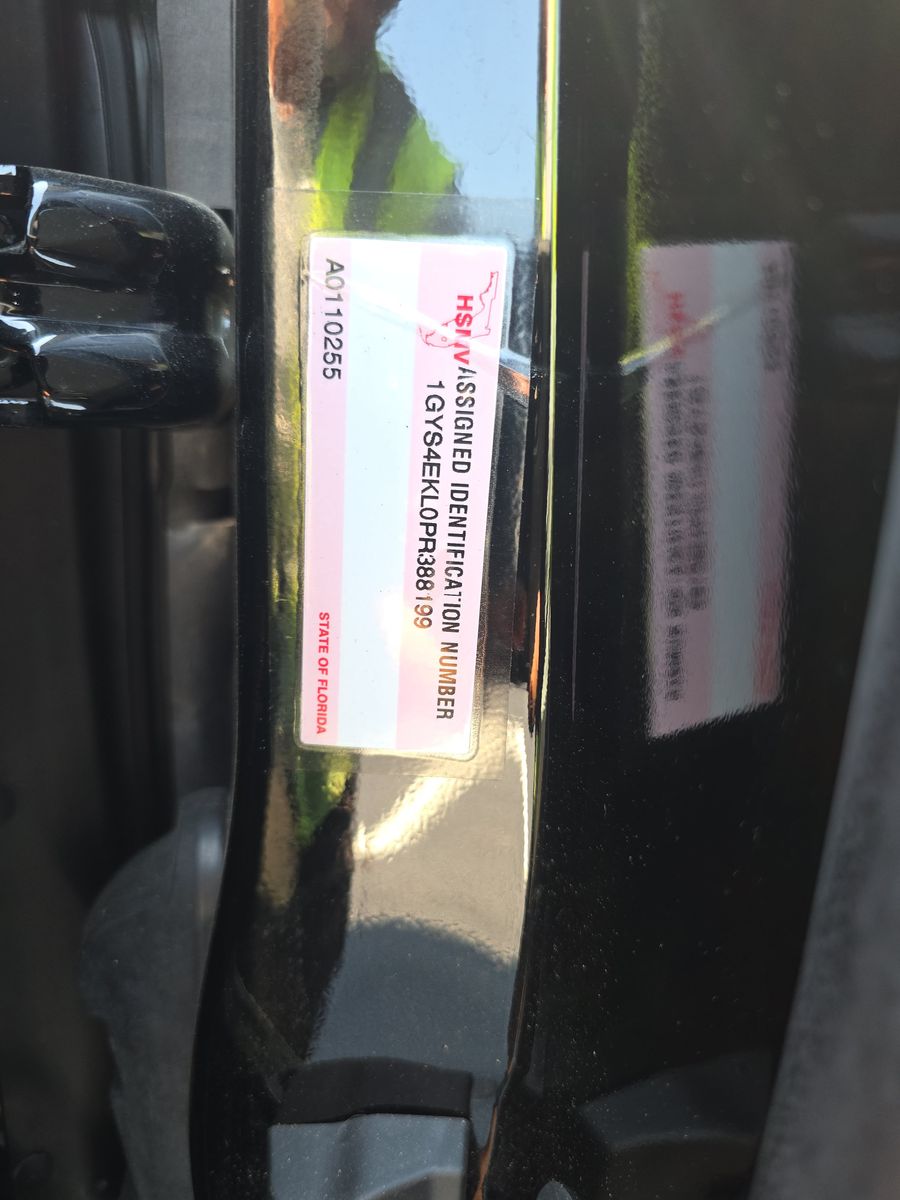 HSMV ASSIGNED IDENTIFICATION NUMBER
1GYS4EKL0PR388199
A0110255
STATE OF FLORIDA